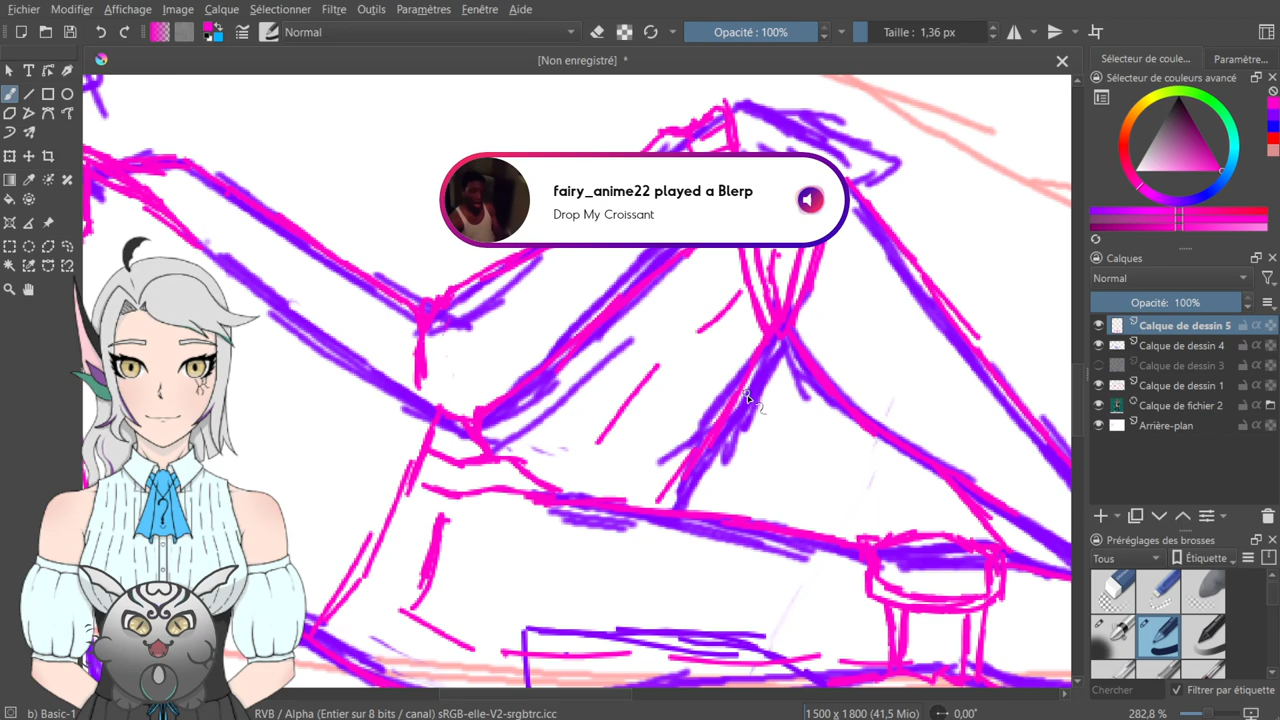 Fichier Modifier Affichage Image Calque Sélectionner Filtre Outils Paramètres Fenêtre Aide
Normal Opacité : 100% Taille : 1,36 px
[Non enregistré] *
Sélecteur de coule... Paramètre...
Sélecteur de couleurs avancé
fairy_anime22 played a Blerp
Drop My Croissant
Calques
Normal
Opacité: 100%
Calque de dessin 5
Calque de dessin 4
Calque de dessin 3
Calque de dessin 1
Calque de fichier 2
Arrière-plan
Préréglages des brosses
Tous Étiquette
Chercher Filtrer par étiquette
b) Basic-1 RVB / Alpha (Entier sur 8 bits / canal) sRGB-elle-V2-srgbtrc.icc 1 500 x 1 800 (41,5 Mio) 0,00° 282,8 %